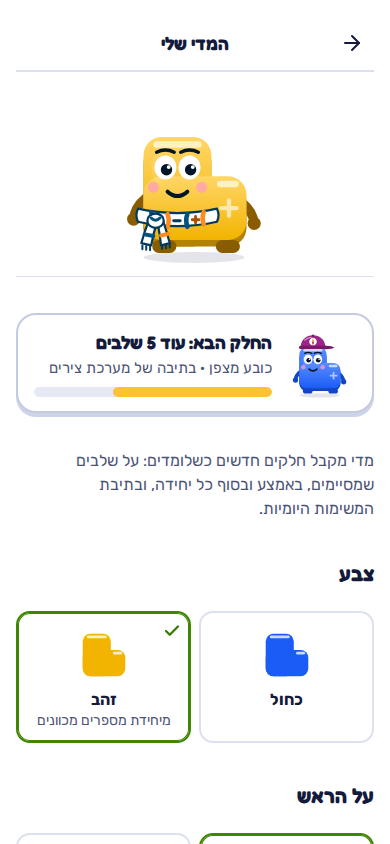 המדי שלי
החלק הבא: עוד 5 שלבים
כובע מצפן • בתיבה של מערכת צירים
מדי מקבל חלקים חדשים כשלומדים: על שלבים
שמסיימים, באמצע ובסוף כל יחידה, ובתיבת
המשימות היומיות.
צבע
כחול
זהב
מיחידת מספרים מכוונים
על הראש